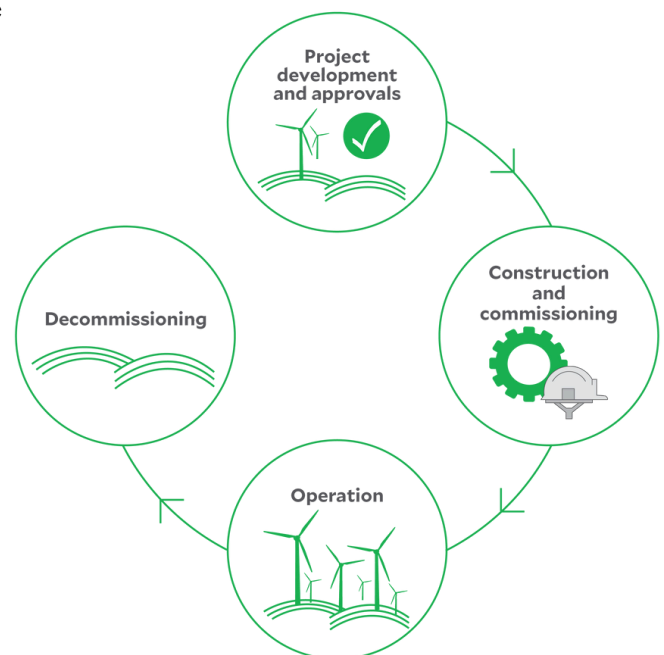 Project
development
and approvals
Construction
and
commissioning
Operation
Decommissioning